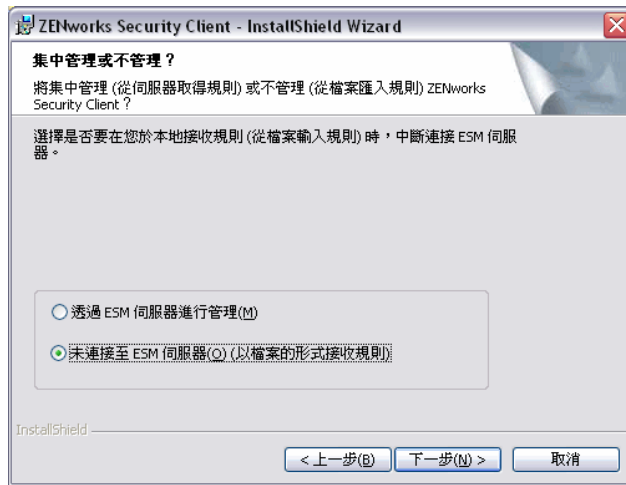 ZENworks Security Client - InstallShield Wizard
集中管理或不管理？
將集中管理 (從伺服器取得規則) 或不管理 (從檔案匯入規則) ZENworks
Security Client？
選擇是否要在您於本地接收規則 (從檔案輸入規則) 時，中斷連接 ESM 伺服
器。
透過 ESM 伺服器進行管理(M)
未連接至 ESM 伺服器(O) (以檔案的形式接收規則)
InstallShield
< 上一步(B) 下一步(N) > 取消